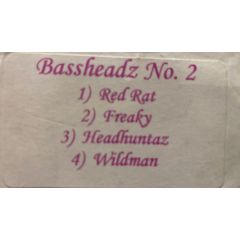 Bassheadz No. 2
1) Red Rat
2) Freaky
3) Headhuntaz
4) Wildman